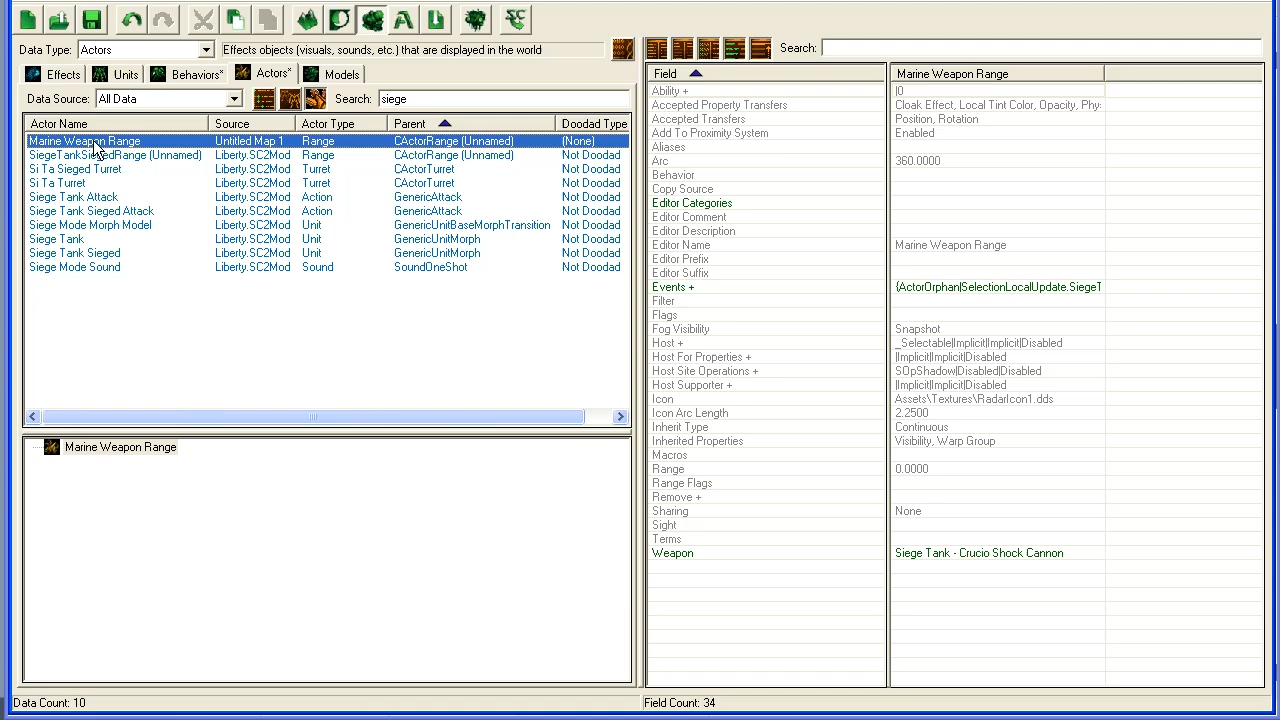 Data Type: Actors Effects objects (visuals, sounds, etc.) that are displayed in the world Search:
Effects Units Behaviors* Actors* Models
Data Source: All Data Search: siege
Actor Name Source Actor Type Parent Doodad Type
Marine Weapon Range Untitled Map 1 Range CActorRange (Unnamed) (None)
SiegeTankSiegedRange (Unnamed) Liberty.SC2Mod Range CActorRange (Unnamed) Not Doodad
Si Ta Sieged Turret Liberty.SC2Mod Turret CActorTurret Not Doodad
Si Ta Turret Liberty.SC2Mod Turret CActorTurret Not Doodad
Siege Tank Attack Liberty.SC2Mod Action GenericAttack Not Doodad
Siege Tank Sieged Attack Liberty.SC2Mod Action GenericAttack Not Doodad
Siege Mode Morph Model Liberty.SC2Mod Unit GenericUnitBaseMorphTransition Not Doodad
Siege Tank Liberty.SC2Mod Unit GenericUnitMorph Not Doodad
Siege Tank Sieged Liberty.SC2Mod Unit GenericUnitMorph Not Doodad
Siege Mode Sound Liberty.SC2Mod Sound SoundOneShot Not Doodad
Marine Weapon Range
Data Count: 10
Field Marine Weapon Range
Ability + |0
Accepted Property Transfers Cloak Effect, Local Tint Color, Opacity, Phy:
Accepted Transfers Position, Rotation
Add To Proximity System Enabled
Aliases
Arc 360.0000
Behavior
Copy Source
Editor Categories
Editor Comment
Editor Description
Editor Name Marine Weapon Range
Editor Prefix
Editor Suffix
Events + {ActorOrphan|SelectionLocalUpdate.SiegeT
Filter
Flags
Fog Visibility Snapshot
Host + _Selectable|Implicit|Implicit|Disabled
Host For Properties + |Implicit|Implicit|Disabled
Host Site Operations + SOpShadow|Disabled|Disabled
Host Supporter + |Implicit|Implicit|Disabled
Icon Assets\Textures\RadarIcon1.dds
Icon Arc Length 2.2500
Inherit Type Continuous
Inherited Properties Visibility, Warp Group
Macros
Range 0.0000
Range Flags
Remove +
Sharing None
Sight
Terms
Weapon Siege Tank - Crucio Shock Cannon
Field Count: 34